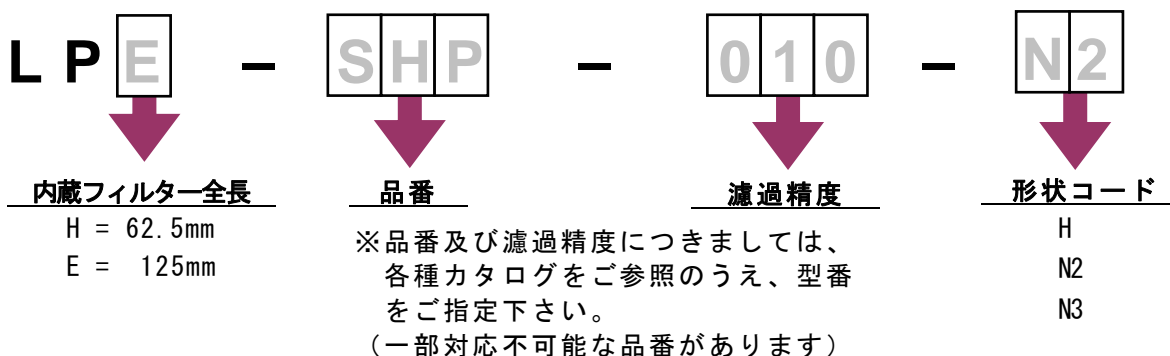 LPE - SHP - 010 - N2
内蔵フィルター全長
H = 62.5mm
E = 125mm
品番
濾過精度
※品番及び濾過精度につきましては、
各種カタログをご参照のうえ、型番
をご指定下さい。
(一部対応不可能な品番があります)
形状コード
H
N2
N3